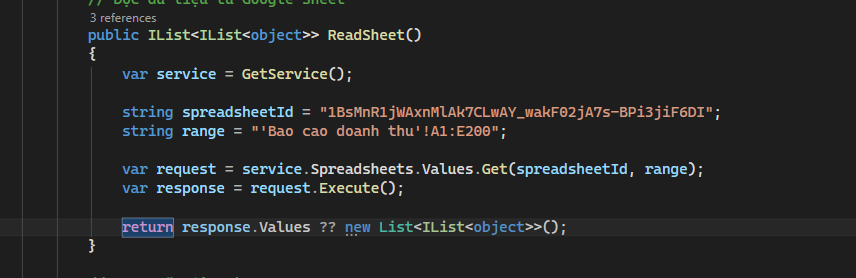 // Đọc dữ liệu từ Google Sheet
3 references
public IList<IList<object>> ReadSheet()
{
var service = GetService();
string spreadsheetId = "1BsMnR1jWAxnMlAk7CLwAY_wakF02jA7s-BPi3jiF6DI";
string range = "'Bao cao doanh thu'!A1:E200";
var request = service.Spreadsheets.Values.Get(spreadsheetId, range);
var response = request.Execute();
return response.Values ?? new List<IList<object>>();
}